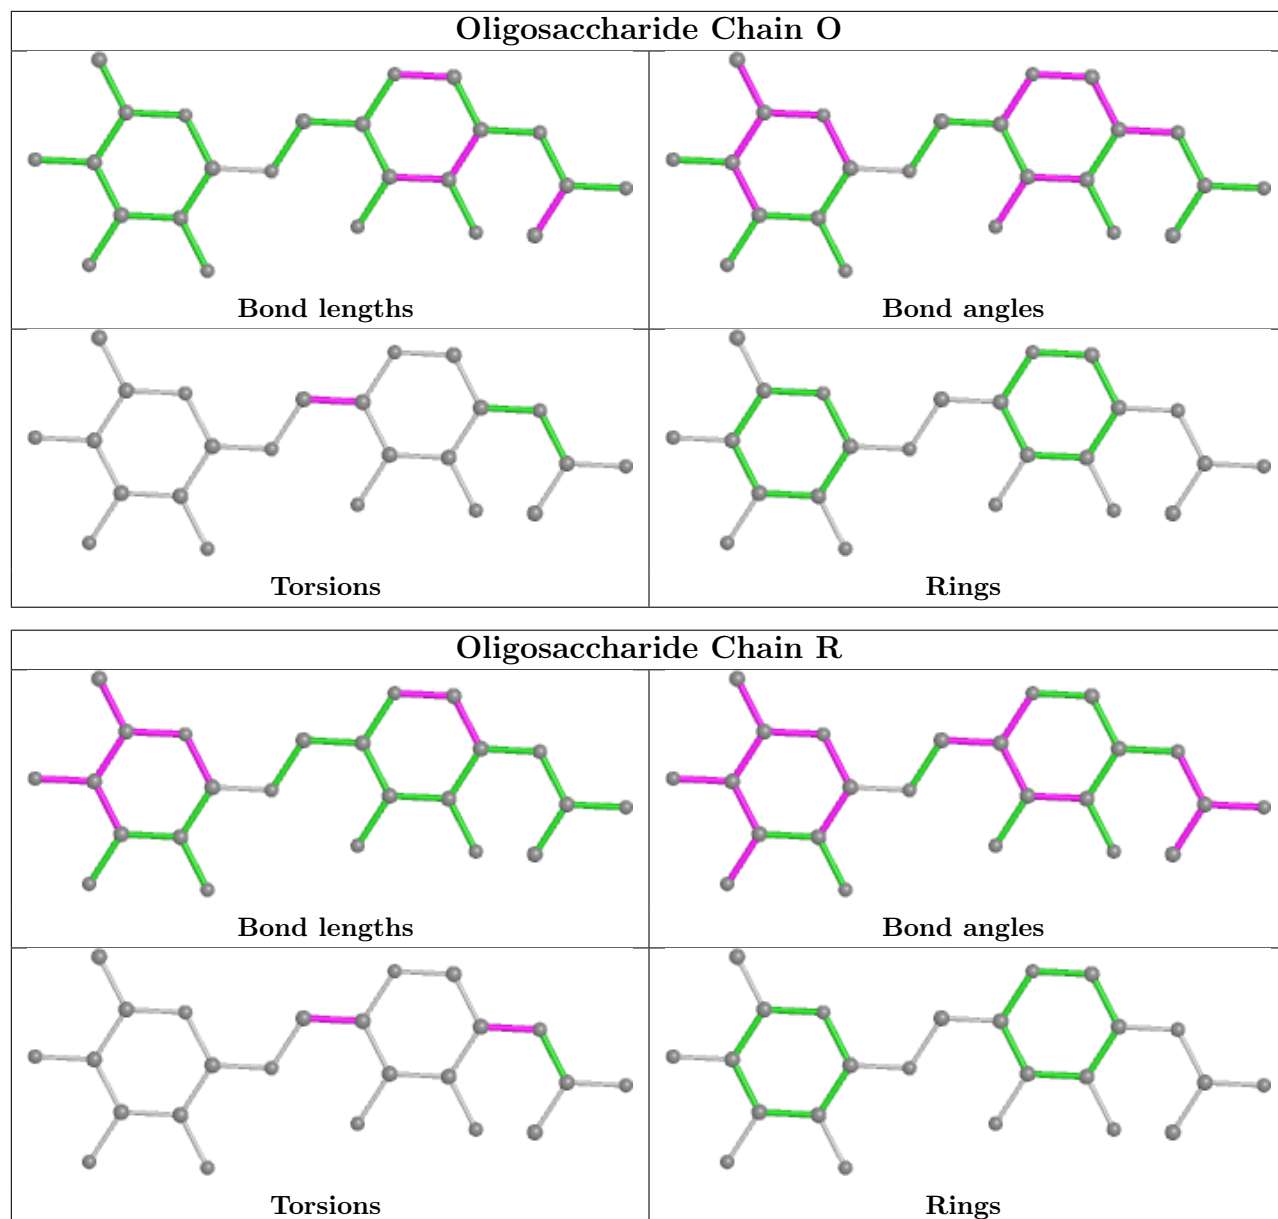 Oligosaccharide Chain O
Bond lengths
Bond angles
Torsions
Rings
Oligosaccharide Chain R
Bond lengths
Bond angles
Torsions
Rings